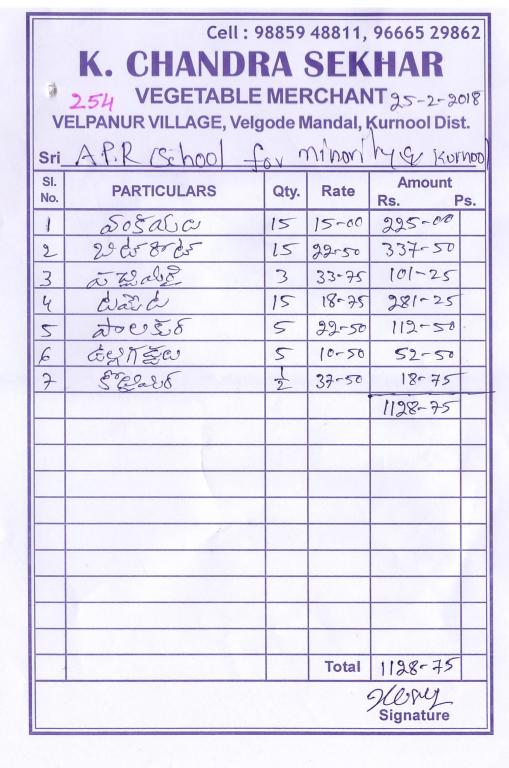 Cell : 98859 48811, 96665 29862
K. CHANDRA SEKHAR
254 VEGETABLE MERCHANT 25-2-2018
VELPANUR VILLAGE, Velgode Mandal, Kurnool Dist.
Sri A.P.R School for minority Kurnool
Sl. No. PARTICULARS Qty. Rate Amount Rs. Ps.
1 వంకాయలు 15 15-00 225-00
2 బీట్ రూట్ 15 22-50 337-50
3 పచ్చిమిర్చి 3 33-75 101-25
4 టమోటా 15 18-75 281-25
5 పాలకూర 5 22-50 112-50
6 ఉల్లిగడ్డలు 5 10-50 52-50
7 కొత్తిమీర 1/2 37-50 18-75
1128-75
Total 1128-75
Signature